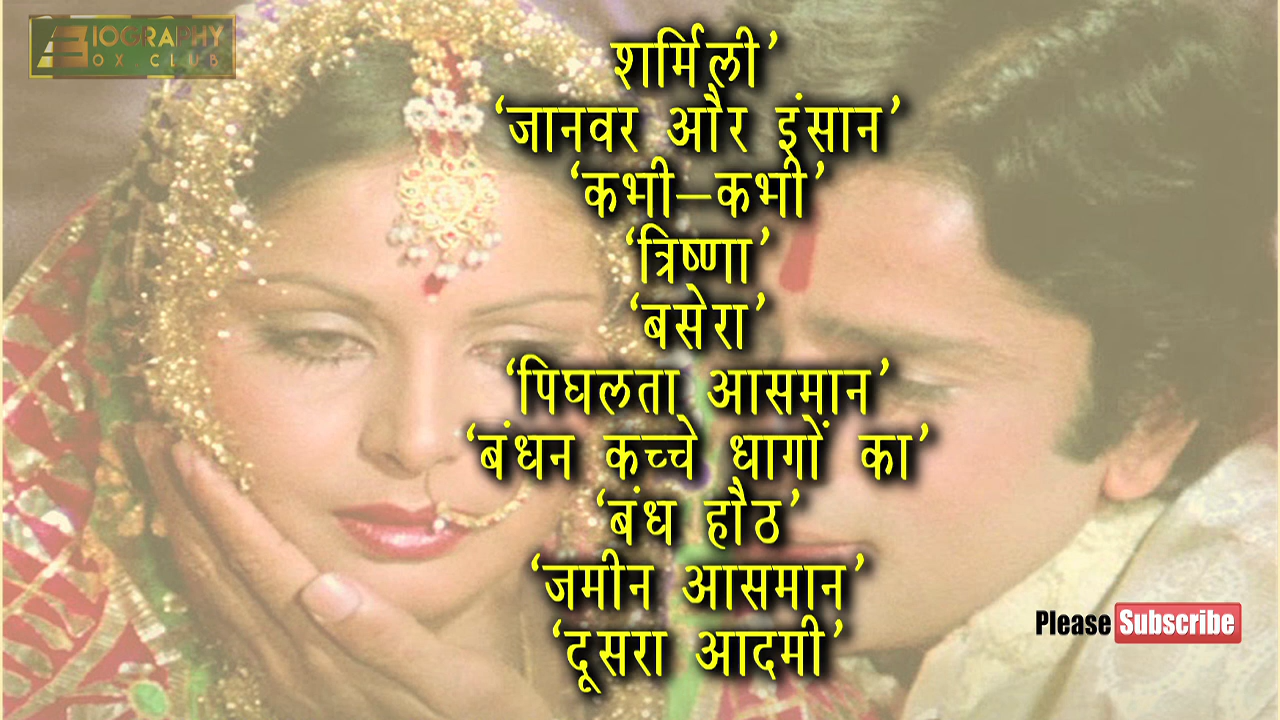 BIOGRAPHY
BOX CLUB
शर्मिली’
‘जानवर और इंसान’
‘कभी–कभी’
‘त्रिष्णा’
‘बसेरा’
‘पिघलता आसमान’
‘बंधन कच्चे धागों का’
‘बंध हौठ’
‘जमीन आसमान’
‘दूसरा आदमी’
Please Subscribe